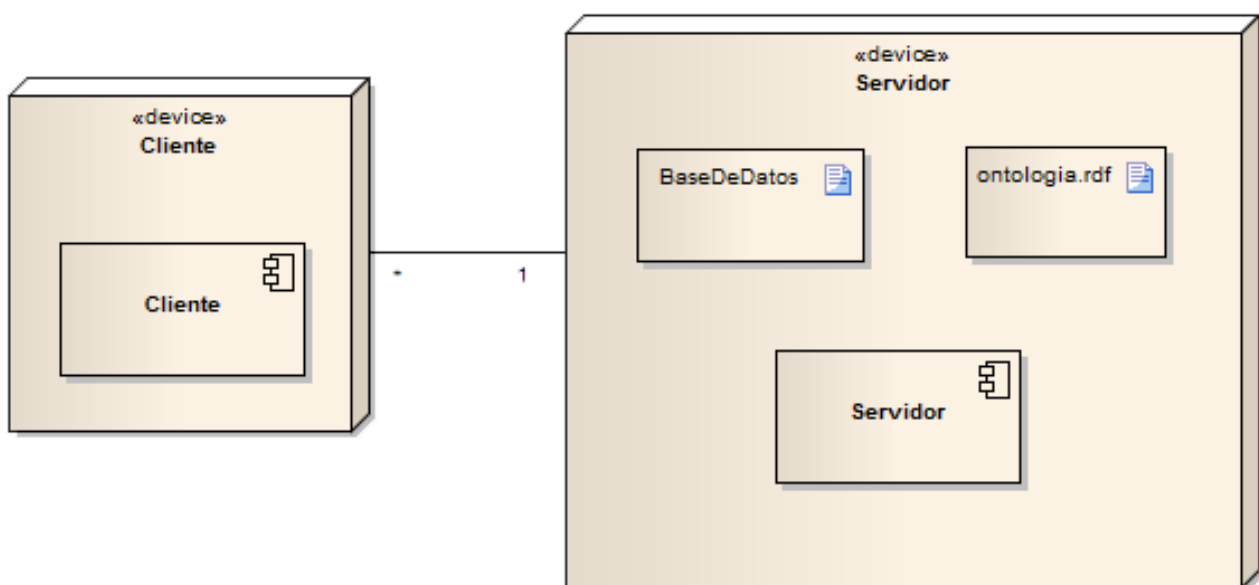 «device»
Cliente
Cliente
*
1
«device»
Servidor
BaseDeDatos
ontologia.rdf
Servidor